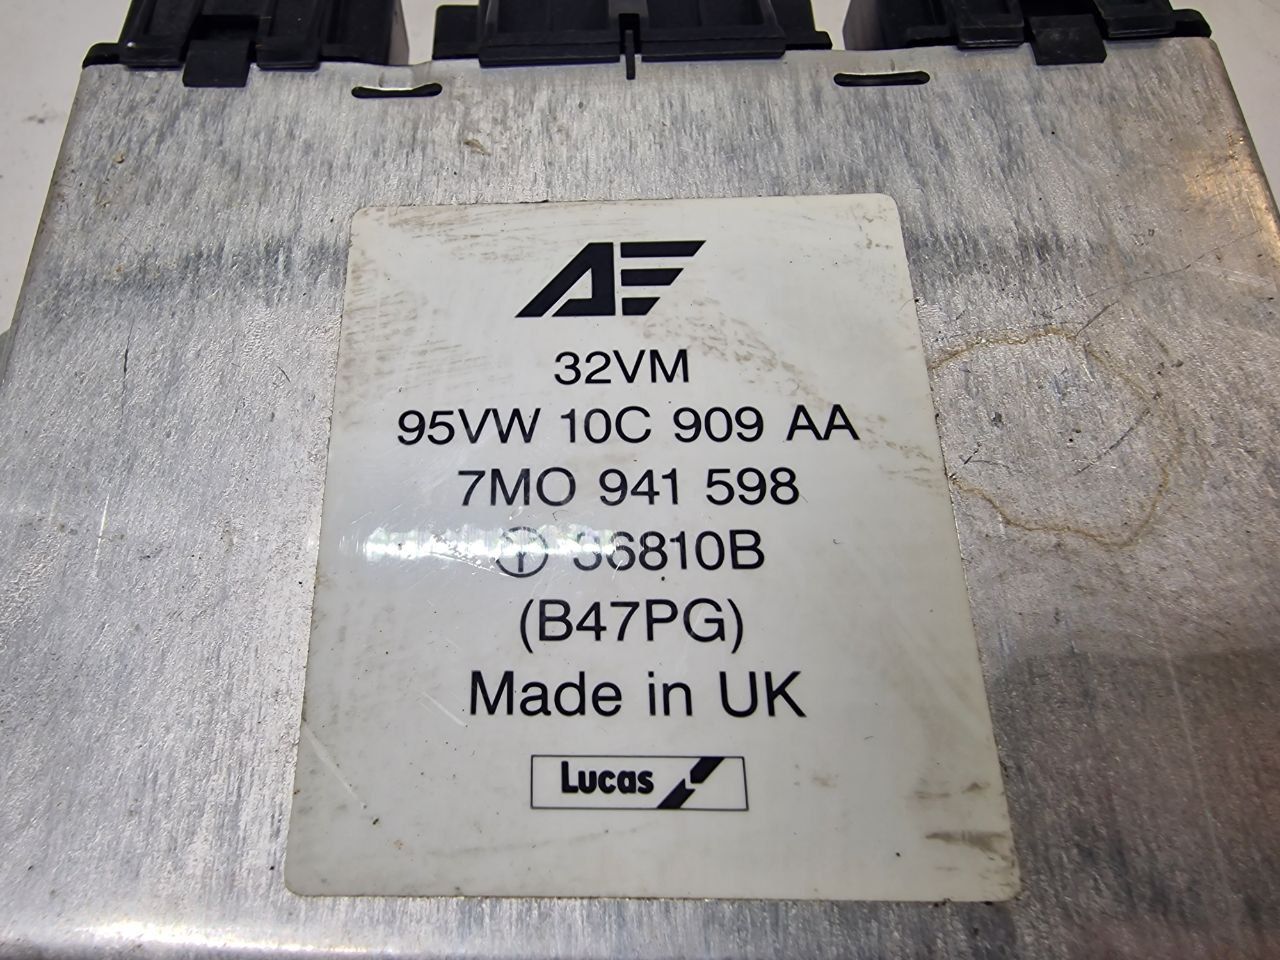 AE
32VM
95VW 10C 909 AA
7MO 941 598
36810B
(B47PG)
Made in UK
Lucas